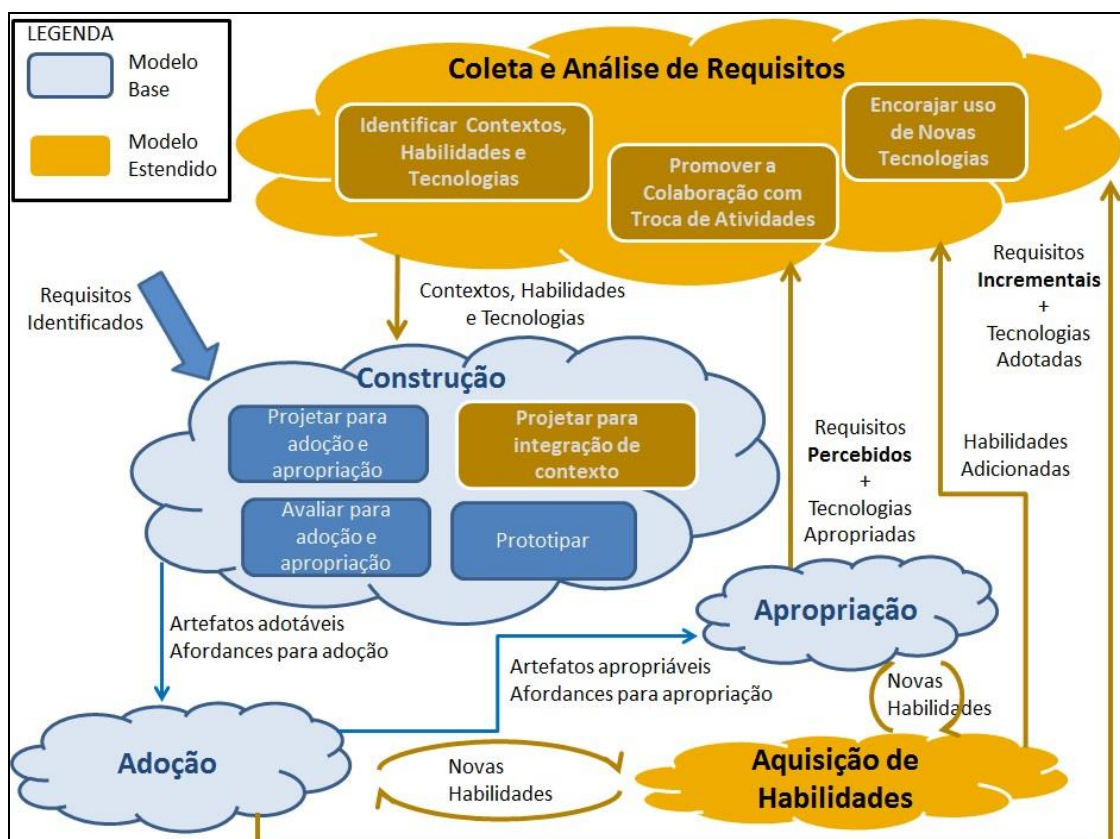 LEGENDA
Modelo
Base
Modelo
Estendido
Coleta e Análise de Requisitos
Identificar Contextos,
Habilidades e
Tecnologias
Promover a
Colaboração com
Troca de Atividades
Encorajar uso
de Novas
Tecnologias
Requisitos
Identificados
Contextos, Habilidades
e Tecnologias
Requisitos
Incrementais
+
Tecnologias
Adotadas
Construção
Projetar para
adoção e
apropriação
Projetar para
integração de
contexto
Avaliar para
adoção e
apropriação
Prototipar
Requisitos
Percebidos
+
Tecnologias
Apropriadas
Habilidades
Adicionadas
Artefatos adotáveis
Afordances para adoção
Apropriação
Artefatos apropriáveis
Afordances para apropriação
Novas
Habilidades
Adoção
Novas
Habilidades
Aquisição de
Habilidades